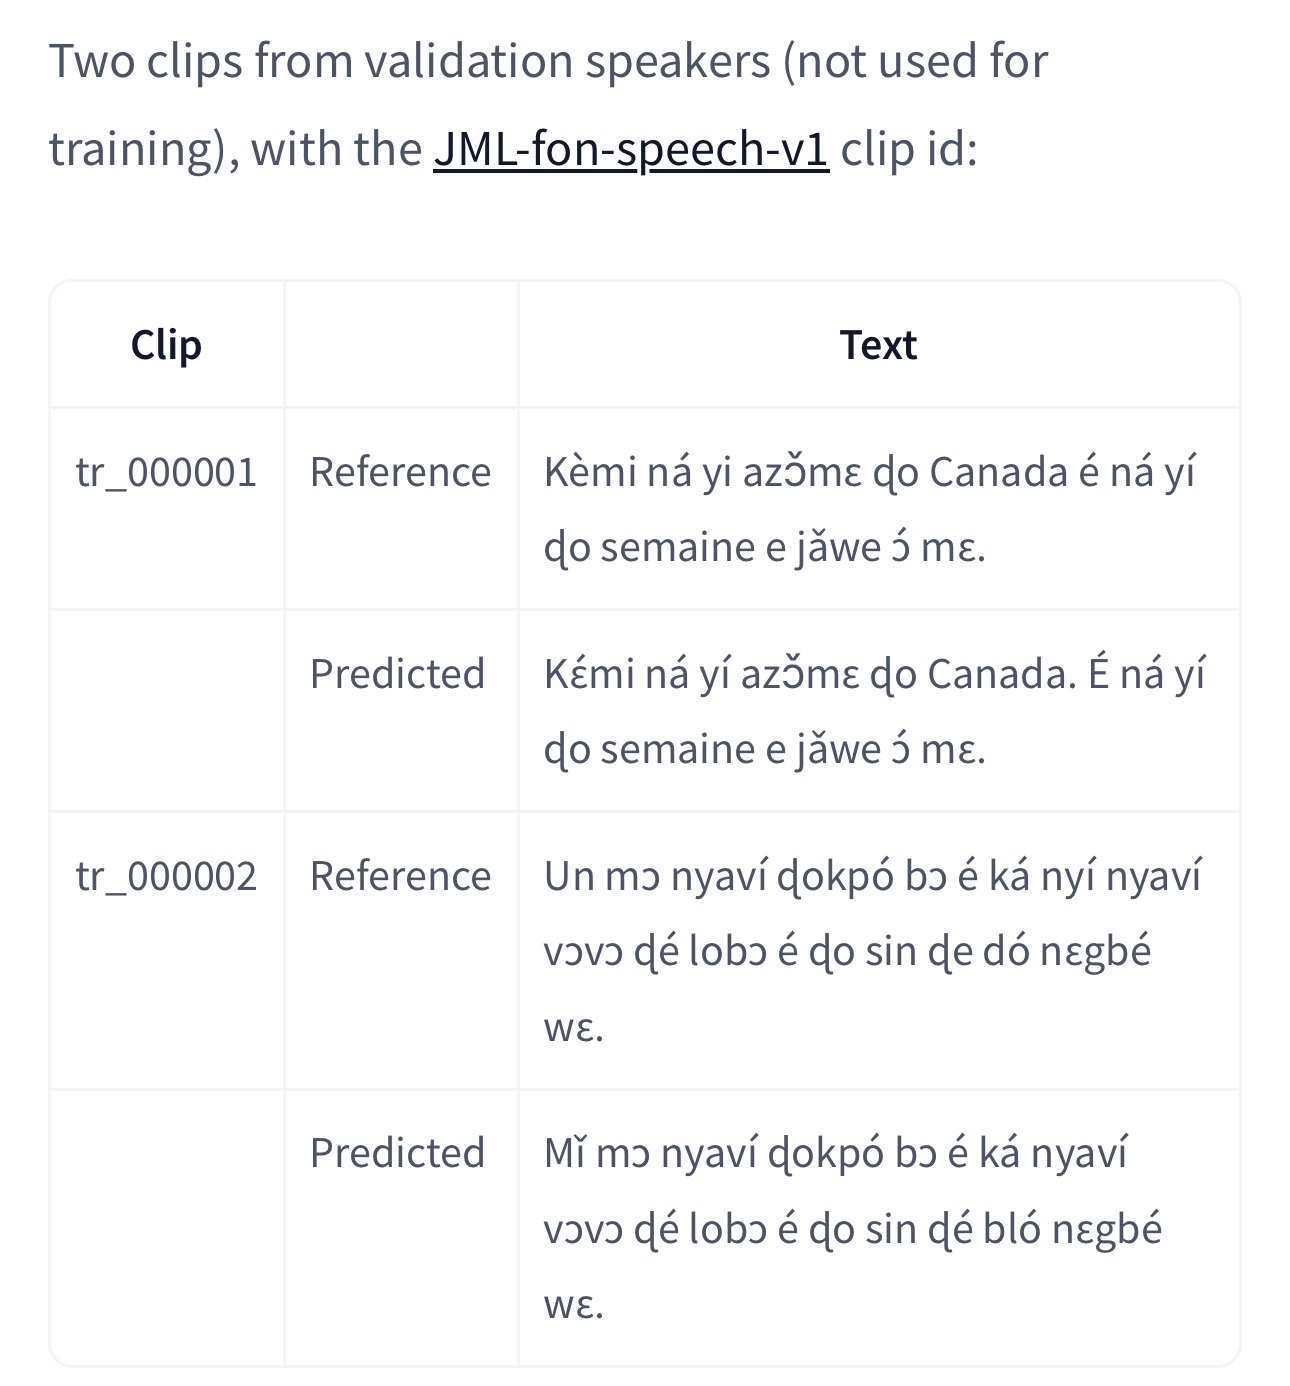 Two clips from validation speakers (not used for
training), with the JML-fon-speech-v1 clip id:
Clip Text
tr_000001 Reference Kèmi ná yi azɔ̌mɛ ɖo Canada é ná yí
ɖo semaine e jǎwe ɔ́ mɛ.
Predicted Kɛ́mi ná yí azɔ̌mɛ ɖo Canada. É ná yí
ɖo semaine e jǎwe ɔ́ mɛ.
tr_000002 Reference Un mɔ nyaví ɖokpó bɔ é ká nyí nyaví
vɔvɔ ɖé lobɔ é ɖo sin ɖe dó nɛgbé
wɛ.
Predicted Mǐ mɔ nyaví ɖokpó bɔ é ká nyaví
vɔvɔ ɖé lobɔ é ɖo sin ɖé bló nɛgbé
wɛ.